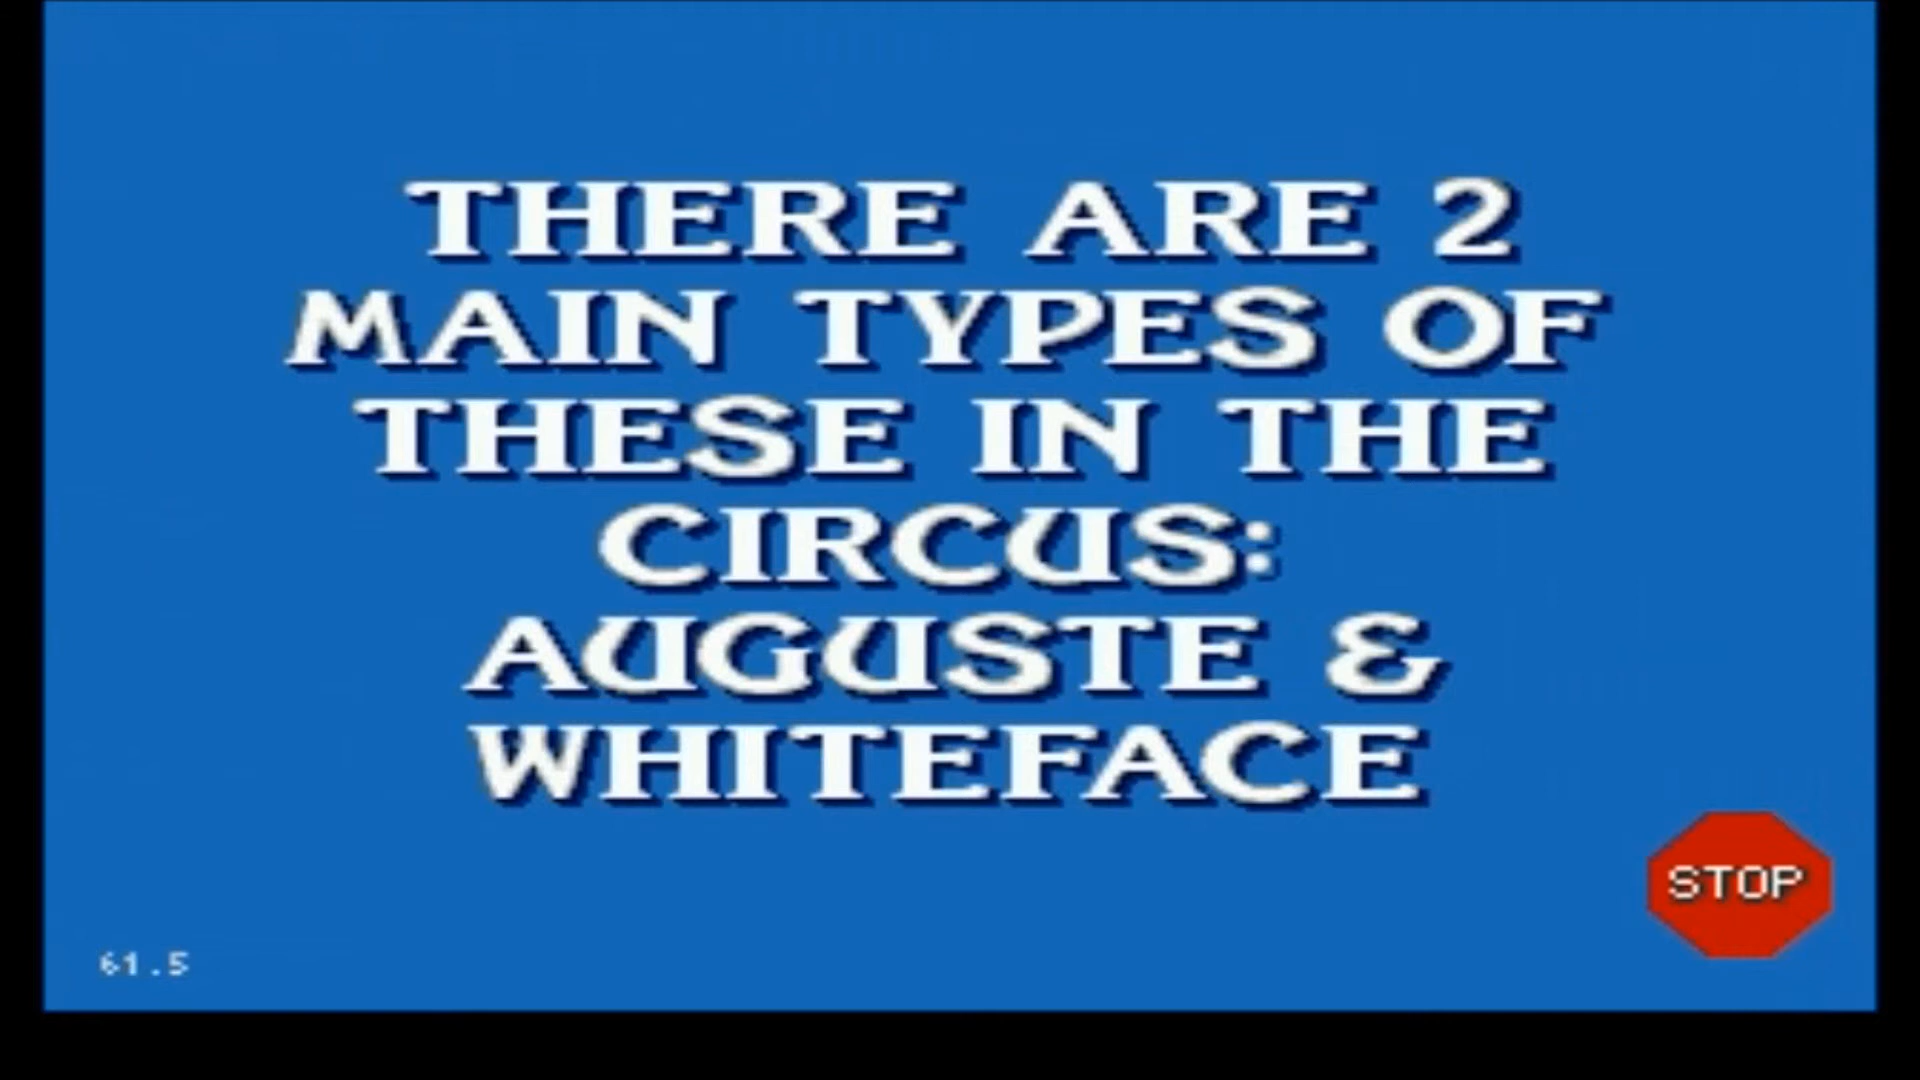 THERE ARE 2
MAIN TYPES OF
THESE IN THE
CIRCUS:
AUGUSTE &
WHITEFACE
STOP
61.5